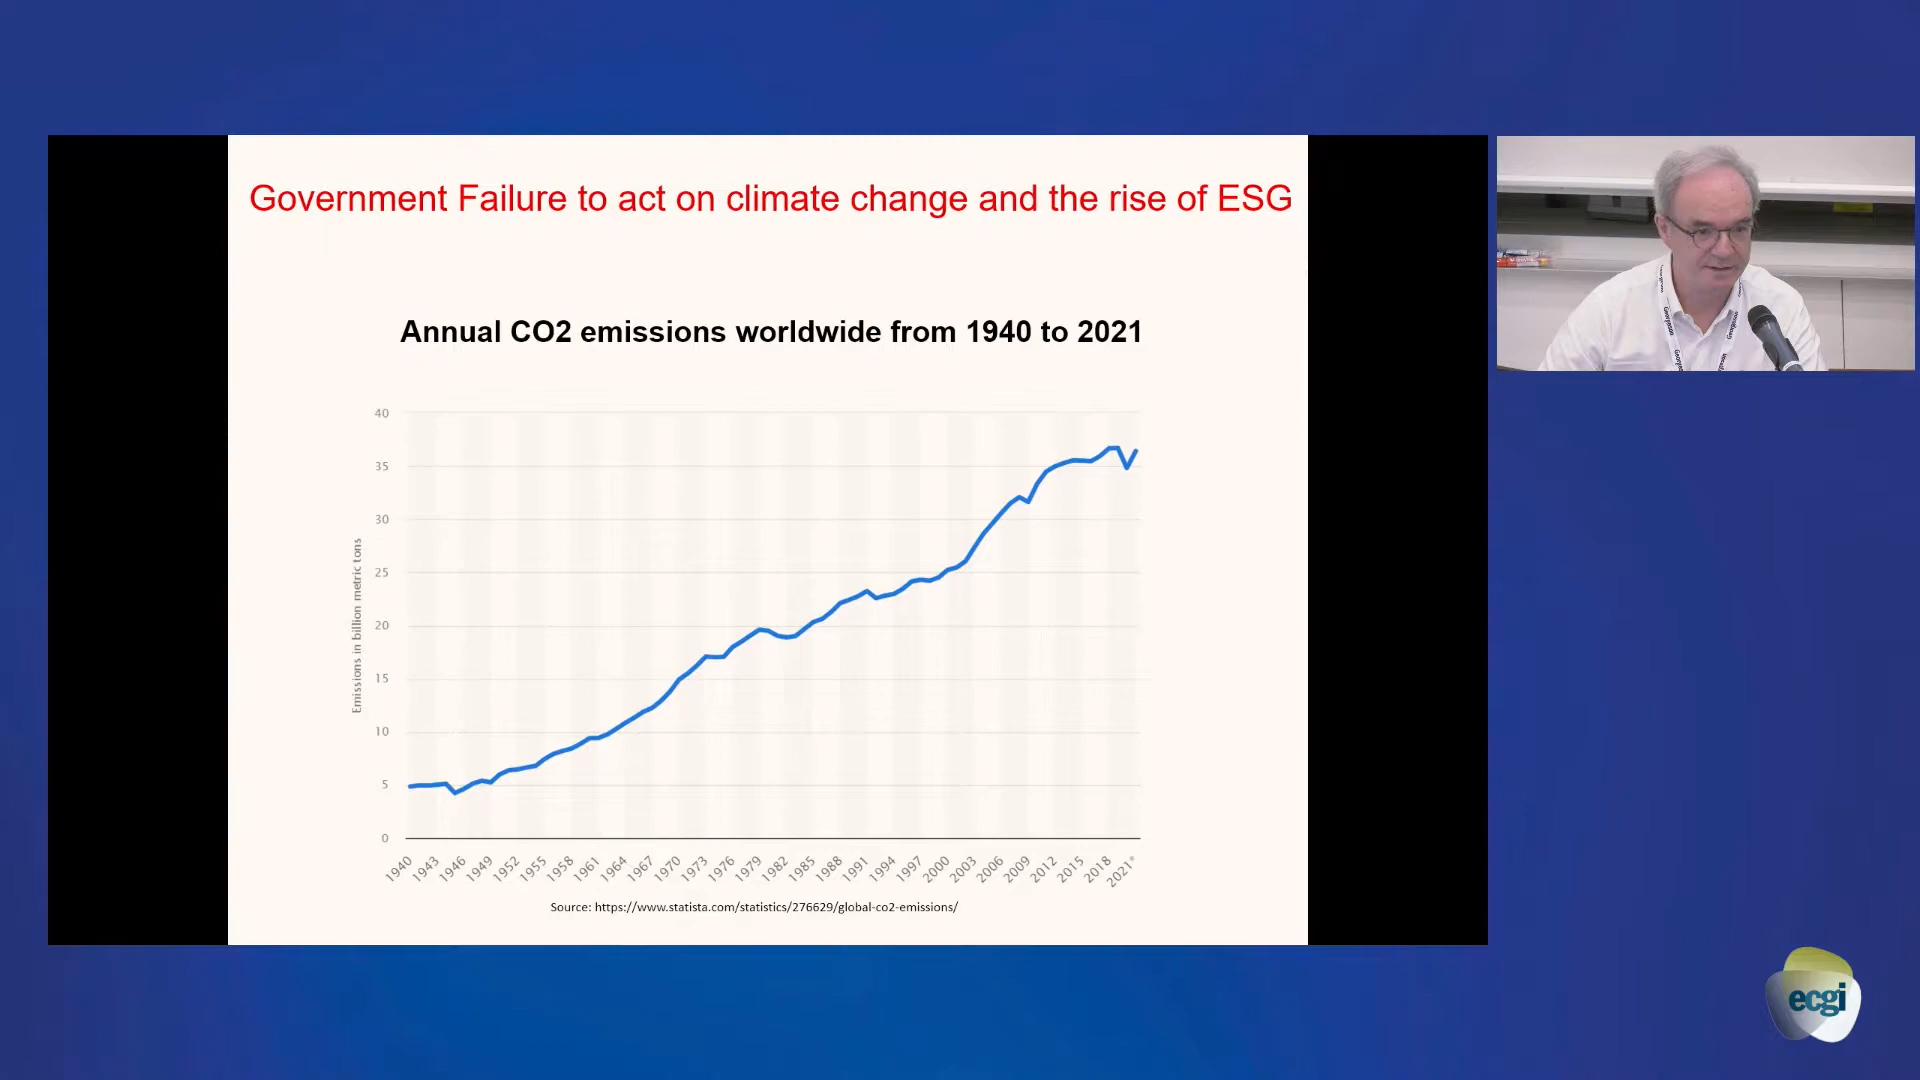 Government Failure to act on climate change and the rise of ESG
Annual CO2 emissions worldwide from 1940 to 2021
Emissions in billion metric tons
40
35
30
25
20
15
10
5
0
1940 1943 1946 1949 1952 1955 1958 1961 1964 1967 1970 1973 1976 1979 1982 1985 1988 1991 1994 1997 2000 2003 2006 2009 2012 2015 2018 2021*
Source: https://www.statista.com/statistics/276629/global-co2-emissions/
Georgeson
Georgeson
ecgi